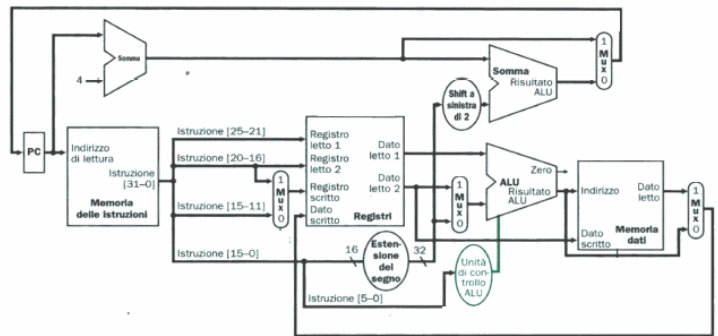 Somma
4
1
Mux
0
Somma
Risultato
ALU
Shift a
sinistra
di 2
PC
Indirizzo
di lettura
Istruzione
[31–0]
Memoria
delle istruzioni
Istruzione [25–21]
Istruzione [20–16]
Istruzione [15–11]
Istruzione [15–0]
Istruzione [5–0]
1
Mux
0
Registro
letto 1
Registro
letto 2
Registro
scritto
Dato
scritto
Dato
letto 1
Dato
letto 2
Registri
16
Estensione
del
segno
32
1
Mux
0
Zero
ALU
Risultato
ALU
Unità
di con-
trollo
ALU
Indirizzo
Dato
letto
Dato
scritto
Memoria
dati
1
Mux
0